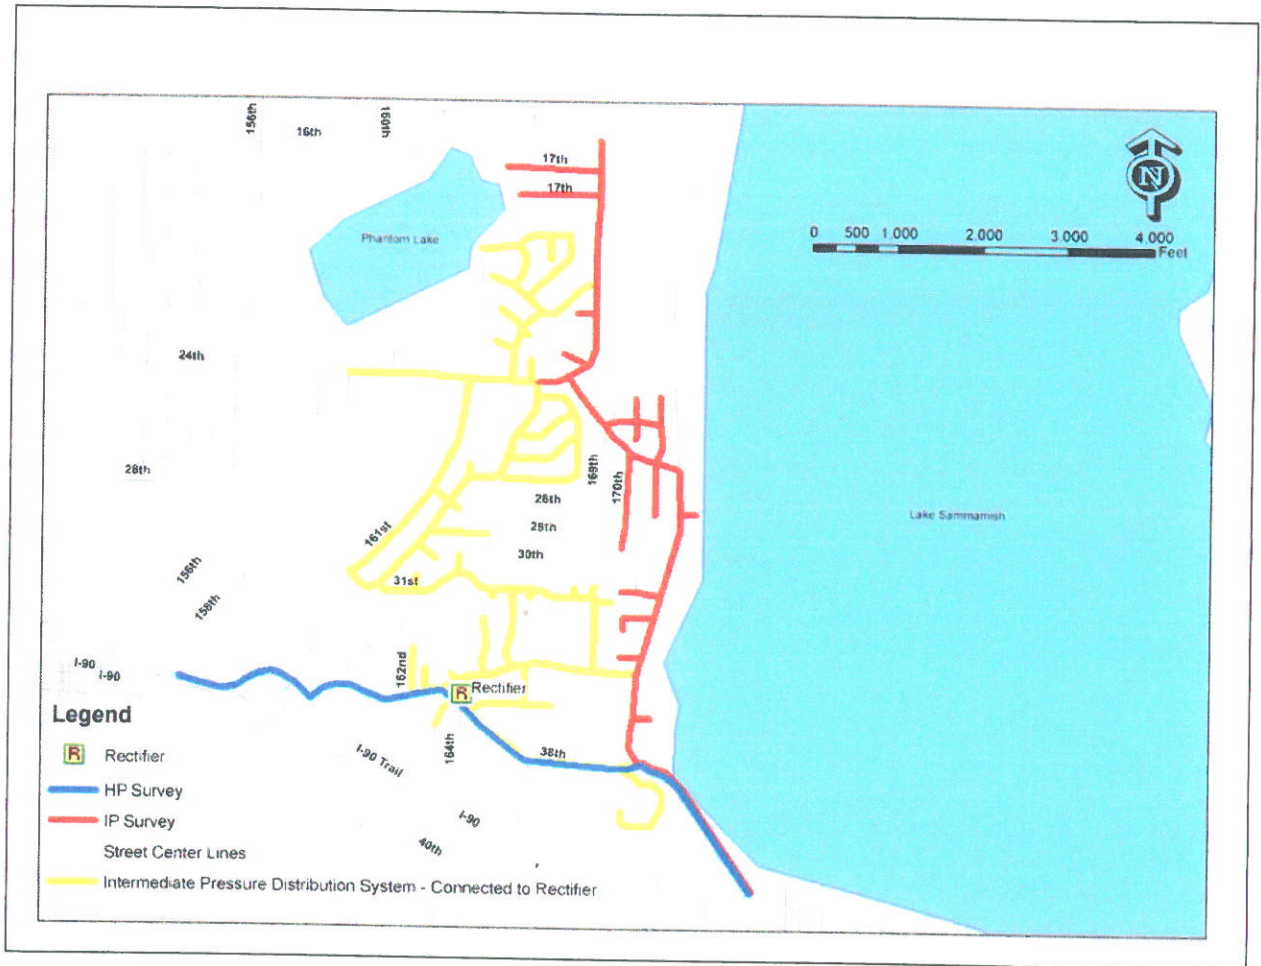 156th
16th
160th
17th
17th
N
Phantom Lake
0 500 1.000 2.000 3.000 4.000
Feet
24th
28th
169th
170th
26th
29th
30th
161st
31st
156th
158th
Lake Sammamish
I-90
I-90
162nd
R Rectifier
164th
38th
I-90 Trail
I-90
40th
Legend
R Rectifier
HP Survey
IP Survey
Street Center Lines
Intermediate Pressure Distribution System - Connected to Rectifier